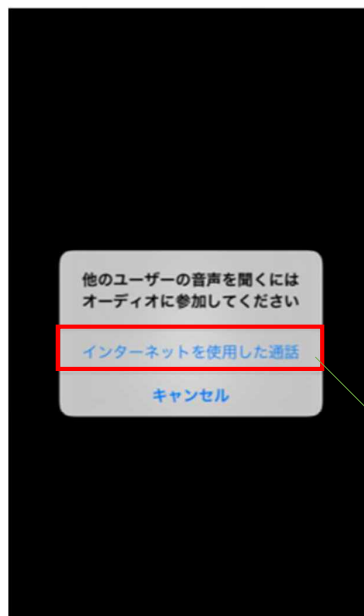 他のユーザーの音声を聞くには
オーディオに参加してください
インターネットを使用した通話
キャンセル